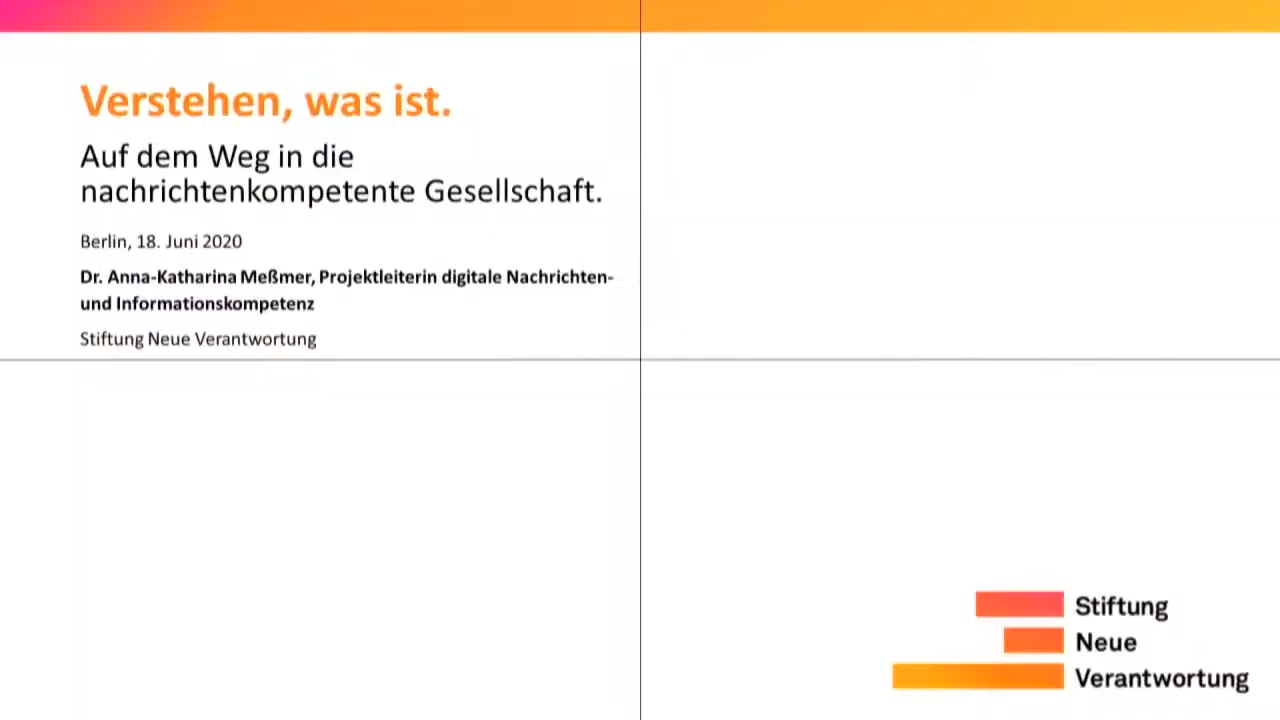 Verstehen, was ist.
Auf dem Weg in die
nachrichtenkompetente Gesellschaft.
Berlin, 18. Juni 2020
Dr. Anna-Katharina Meßmer, Projektleiterin digitale Nachrichten-
und Informationskompetenz
Stiftung Neue Verantwortung
Stiftung
Neue
Verantwortung